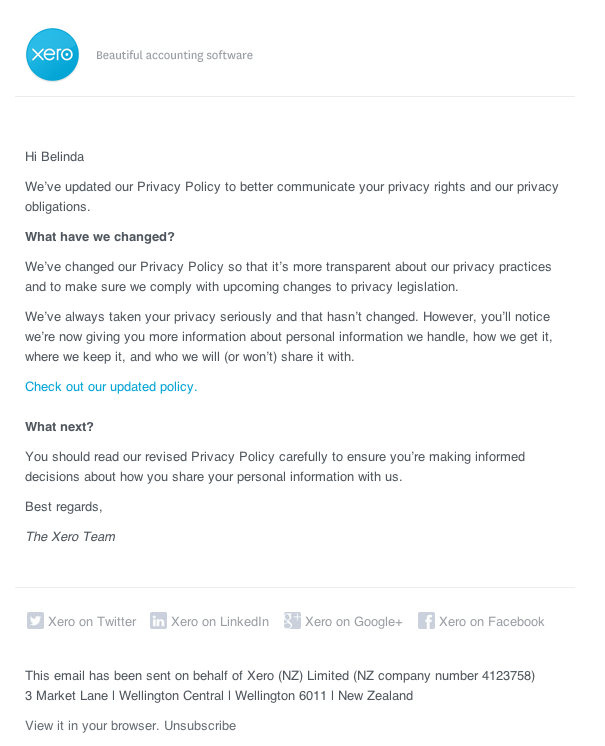 xero
Beautiful accounting software
Hi Belinda
We’ve updated our Privacy Policy to better communicate your privacy rights and our privacy
obligations.
What have we changed?
We’ve changed our Privacy Policy so that it’s more transparent about our privacy practices
and to make sure we comply with upcoming changes to privacy legislation.
We’ve always taken your privacy seriously and that hasn’t changed. However, you’ll notice
we’re now giving you more information about personal information we handle, how we get it,
where we keep it, and who we will (or won’t) share it with.
Check out our updated policy.
What next?
You should read our revised Privacy Policy carefully to ensure you’re making informed
decisions about how you share your personal information with us.
Best regards,
The Xero Team
Xero on Twitter Xero on LinkedIn Xero on Google+ Xero on Facebook
This email has been sent on behalf of Xero (NZ) Limited (NZ company number 4123758)
3 Market Lane | Wellington Central | Wellington 6011 | New Zealand
View it in your browser. Unsubscribe